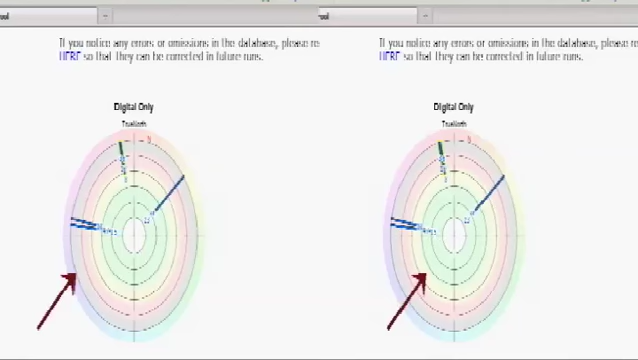 If you notice any errors or omissions in the database, please re
HERE so that they can be corrected in future runs.
Digital Only
TrueNorth
If you notice any errors or omissions in the database, please re
HERE so that they can be corrected in future runs.
Digital Only
TrueNorth